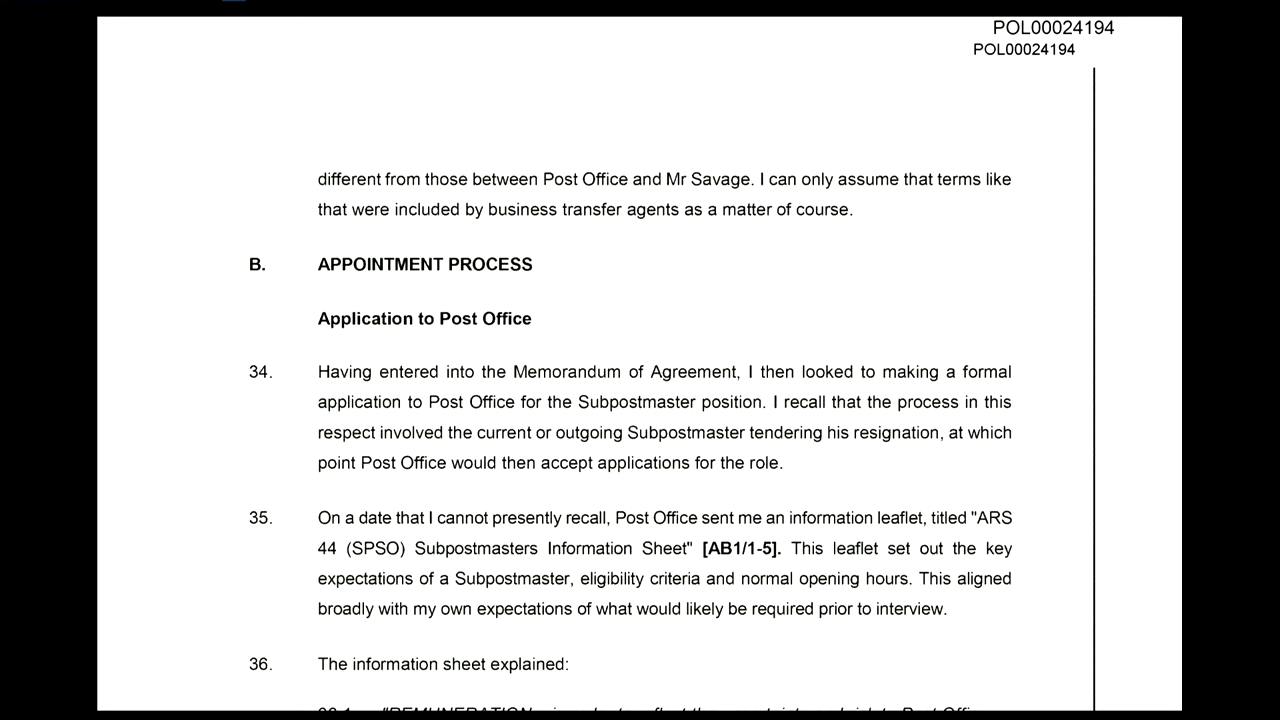 POL00024194
POL00024194
different from those between Post Office and Mr Savage. I can only assume that terms like
that were included by business transfer agents as a matter of course.
B. APPOINTMENT PROCESS
Application to Post Office
34. Having entered into the Memorandum of Agreement, I then looked to making a formal
application to Post Office for the Subpostmaster position. I recall that the process in this
respect involved the current or outgoing Subpostmaster tendering his resignation, at which
point Post Office would then accept applications for the role.
35. On a date that I cannot presently recall, Post Office sent me an information leaflet, titled "ARS
44 (SPSO) Subpostmasters Information Sheet" [AB1/1-5]. This leaflet set out the key
expectations of a Subpostmaster, eligibility criteria and normal opening hours. This aligned
broadly with my own expectations of what would likely be required prior to interview.
36. The information sheet explained:
36.1 "REMUNERATION